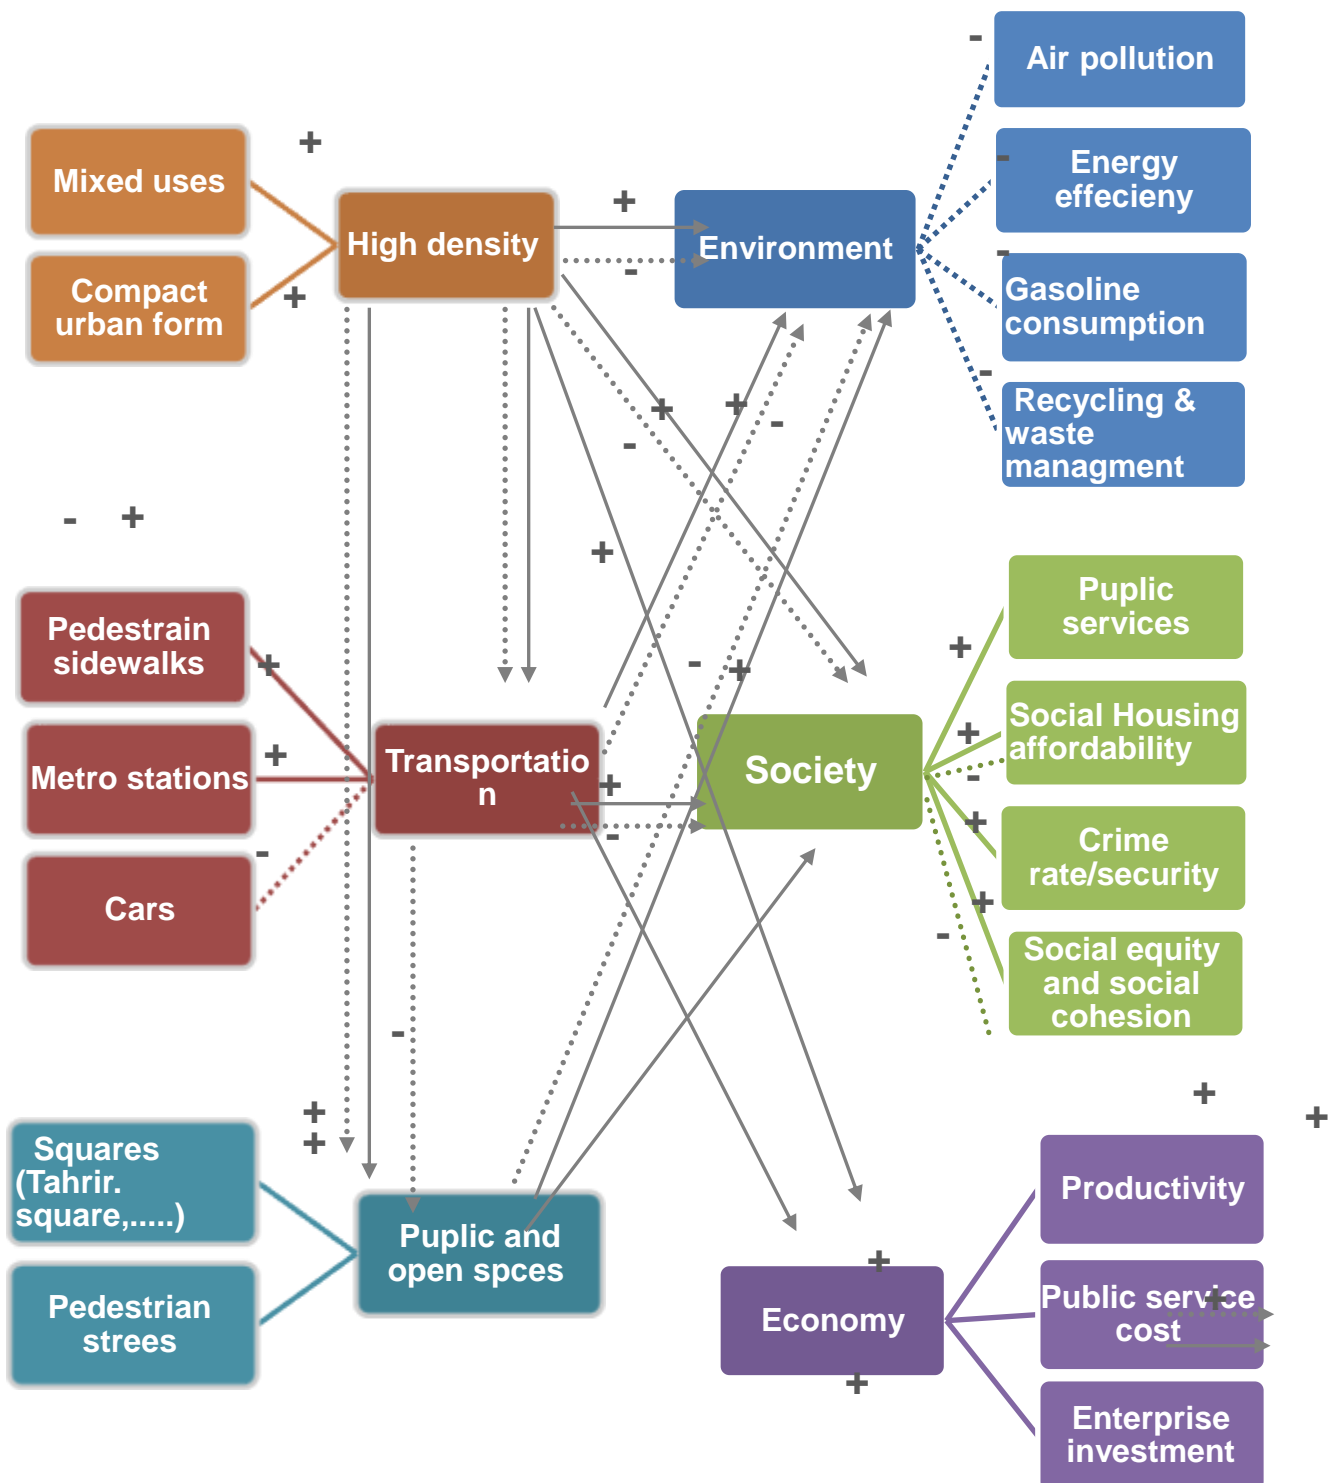 -
Air pollution
+
Mixed uses
-
Energy
effecieny
High density
+
Environment
-
-
Gasoline
consumption
Compact
urban form
+
-
Recycling &
waste
managment
+
+
-
-
- +
+
Puplic
services
Pedestrain
sidewalks
+
-
+
+
Social Housing
affordability
+
-
Metro stations
+
Transportatio
n
+
-
Society
+
Crime
rate/security
-
Cars
+
-
Social equity
and social
cohesion
-
+
+
+
+
Squares
(Tahrir.
square,.....)
Puplic and
open spces
Productivity
Pedestrian
strees
+
Economy
+
Public service
cost
+
Enterprise
investment